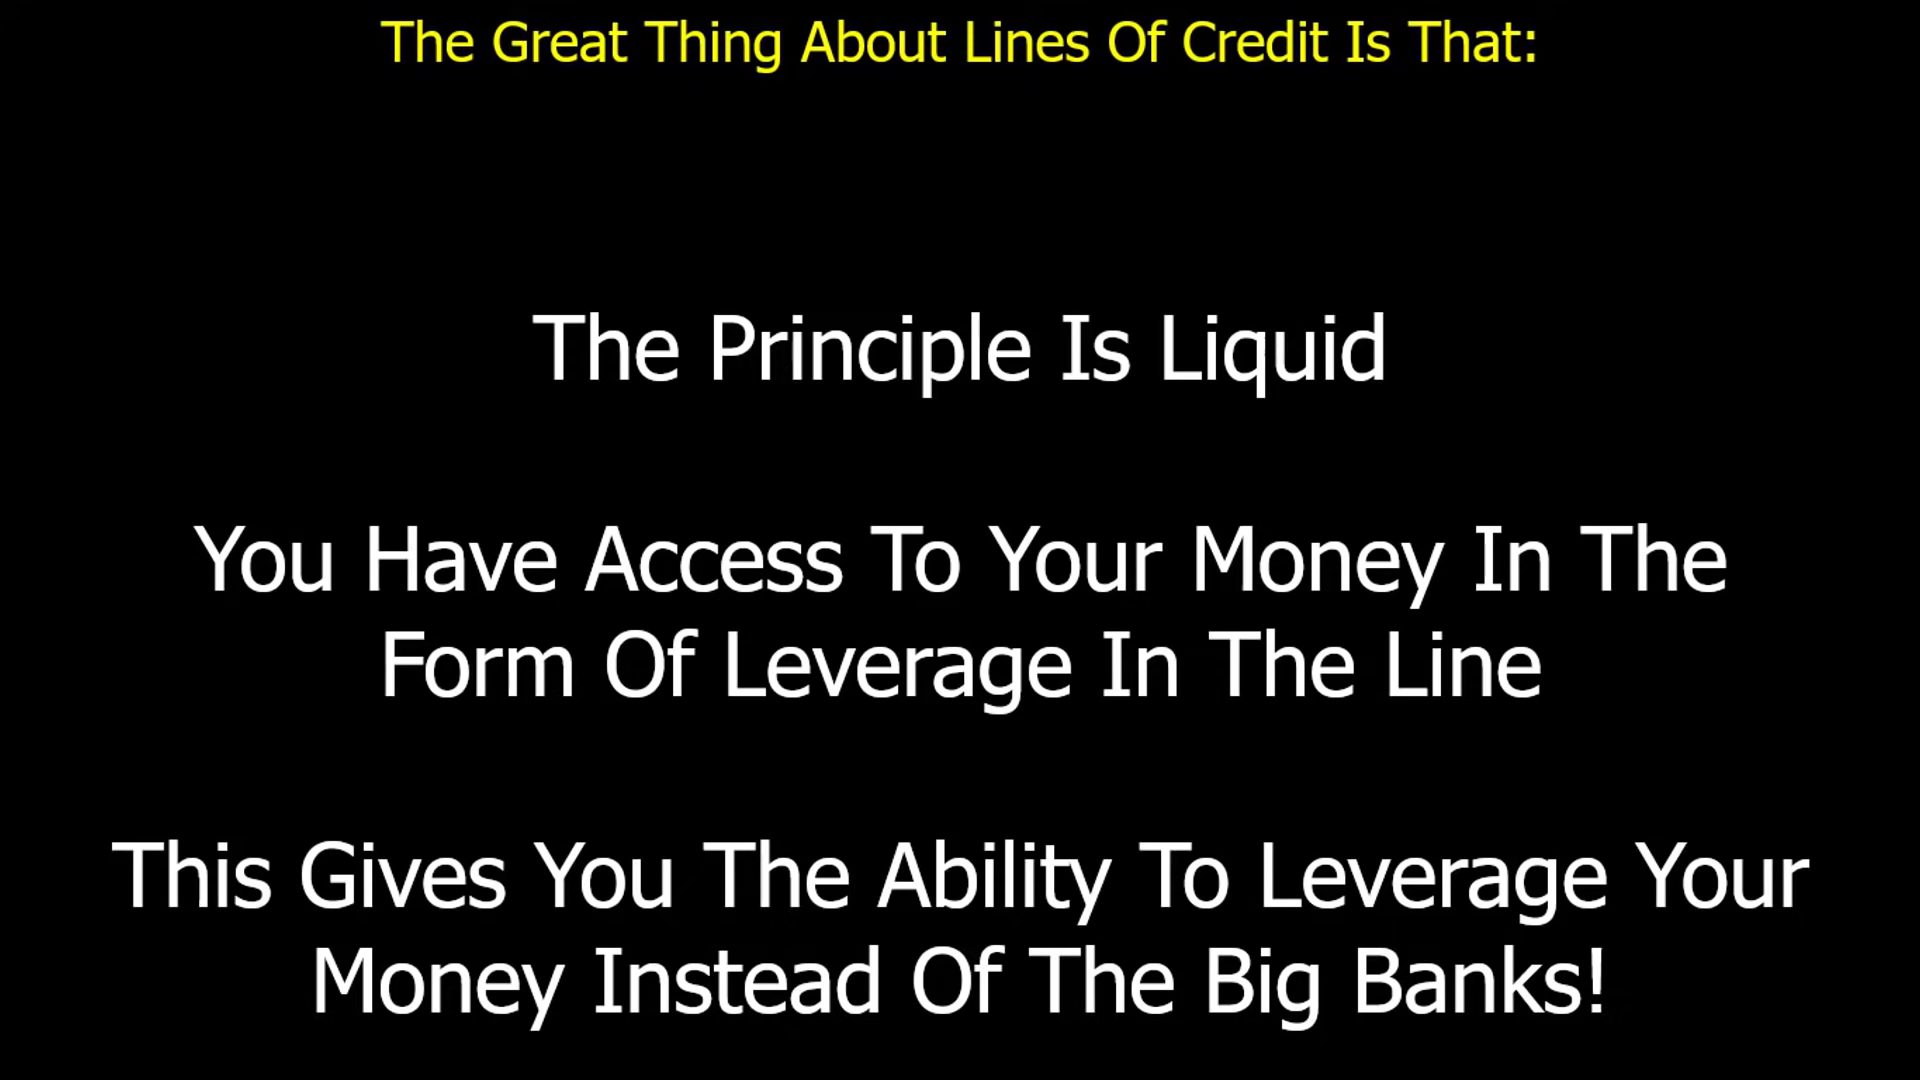 The Great Thing About Lines Of Credit Is That:
The Principle Is Liquid
You Have Access To Your Money In The
Form Of Leverage In The Line
This Gives You The Ability To Leverage Your
Money Instead Of The Big Banks!